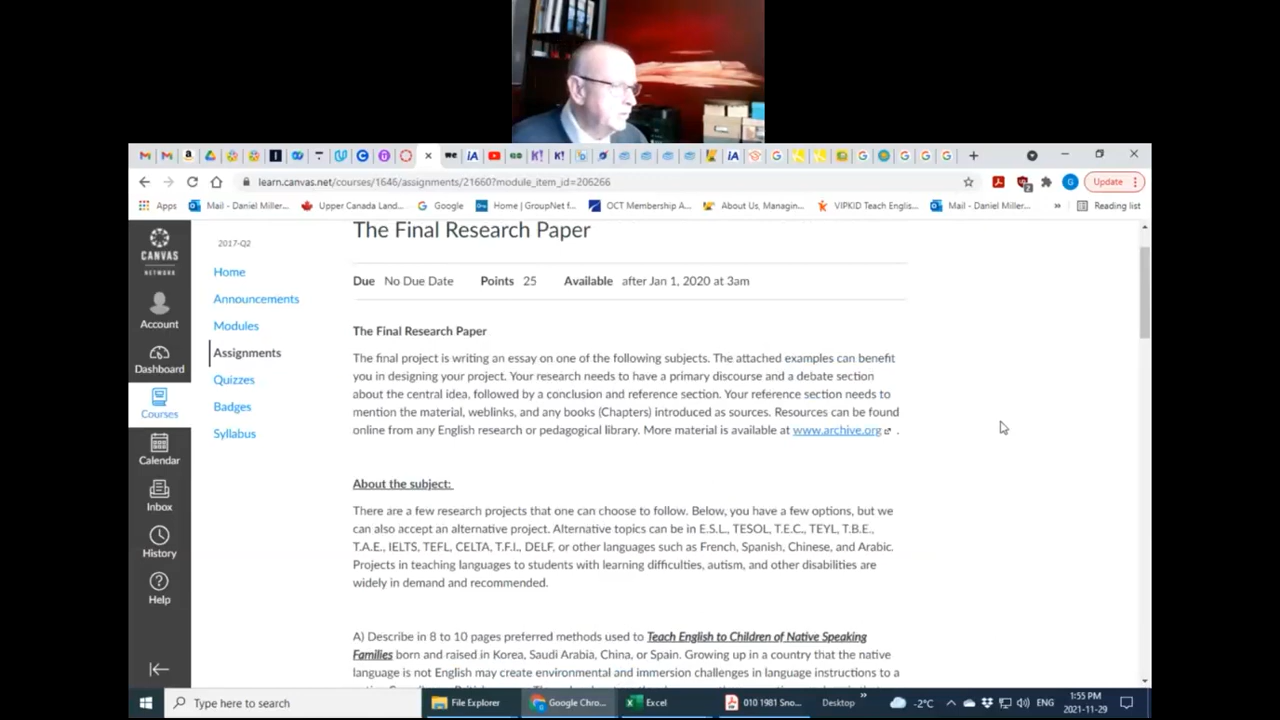 learn.canvas.net/courses/1646/assignments/21660?module_item_id=206266
Update
Apps
Mail - Daniel Miller...
Upper Canada Land...
Google
Home | GroupNet f...
OCT Membership A...
About Us, Managin...
VIPKID Teach Englis...
Mail - Daniel Miller...
»
Reading list
CANVAS
NETWORK
Account
Dashboard
Courses
Calendar
Inbox
History
Help
2017-Q2
Home
Announcements
Modules
Assignments
Quizzes
Badges
Syllabus
The Final Research Paper
Due No Due Date Points 25 Available after Jan 1, 2020 at 3am
The Final Research Paper
The final project is writing an essay on one of the following subjects. The attached examples can benefit
you in designing your project. Your research needs to have a primary discourse and a debate section
about the central idea, followed by a conclusion and reference section. Your reference section needs to
mention the material, weblinks, and any books (Chapters) introduced as sources. Resources can be found
online from any English research or pedagogical library. More material is available at www.archive.org .
About the subject:
There are a few research projects that one can choose to follow. Below, you have a few options, but we
can also accept an alternative project. Alternative topics can be in E.S.L., TESOL, T.E.C., TEYL, T.B.E.,
T.A.E., IELTS, TEFL, CELTA, T.F.I., DELF, or other languages such as French, Spanish, Chinese, and Arabic.
Projects in teaching languages to students with learning difficulties, autism, and other disabilities are
widely in demand and recommended.
A) Describe in 8 to 10 pages preferred methods used to Teach English to Children of Native Speaking
Families born and raised in Korea, Saudi Arabia, China, or Spain. Growing up in a country that the native
language is not English may create environmental and immersion challenges in language instructions to a
Type here to search
File Explorer
Google Chro...
Excel
010 1981 Sno...
Desktop
»
-2°C
ENG
1:55 PM
2021-11-29